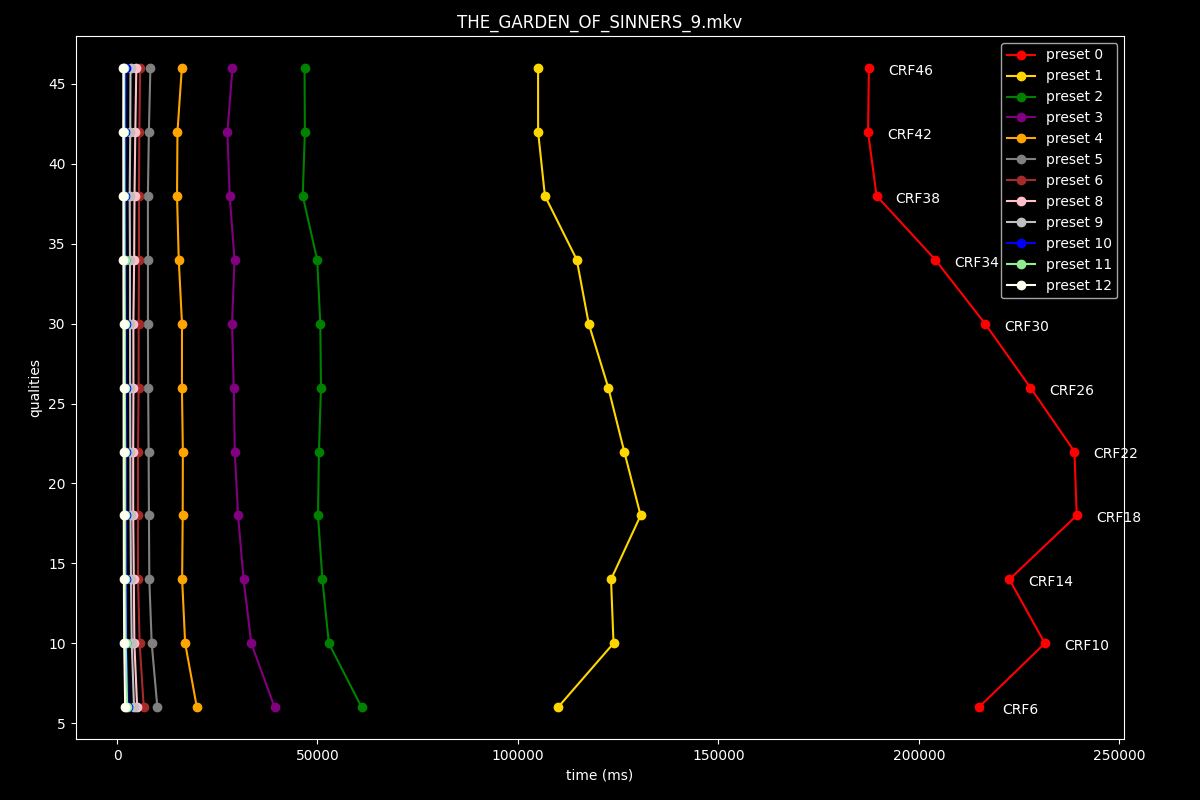 THE_GARDEN_OF_SINNERS_9.mkv
preset 0
preset 1
preset 2
preset 3
preset 4
preset 5
preset 6
preset 8
preset 9
preset 10
preset 11
preset 12
CRF46
CRF42
CRF38
CRF34
CRF30
CRF26
CRF22
CRF18
CRF14
CRF10
CRF6
qualities
45
40
35
30
25
20
15
10
5
0 50000 100000 150000 200000 250000
time (ms)